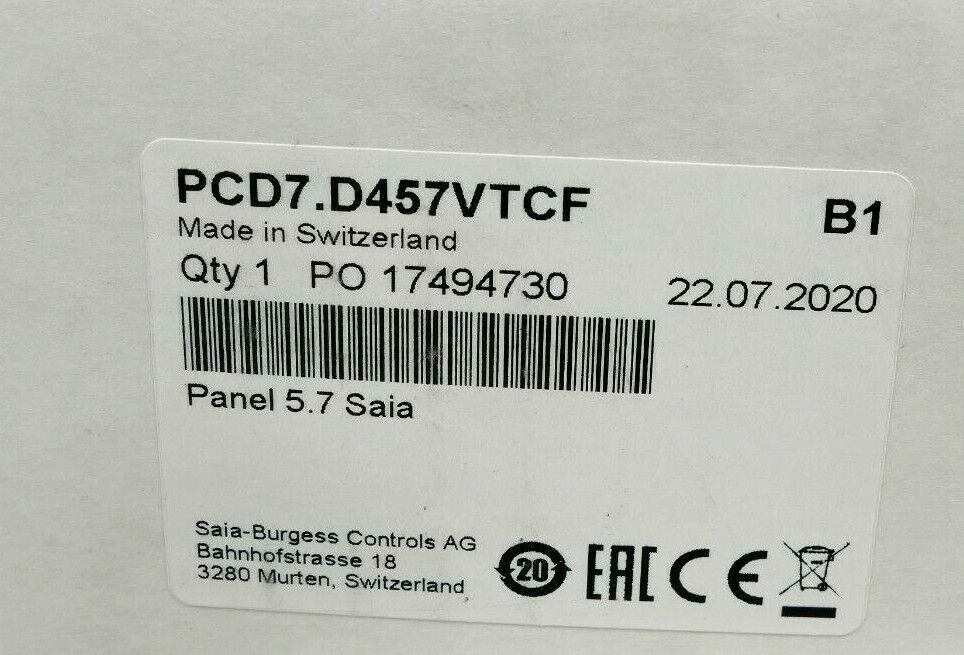 PCD7.D457VTCF B1
Made in Switzerland
Qty 1 PO 17494730 22.07.2020
Panel 5.7 Saia
Saia-Burgess Controls AG
Bahnhofstrasse 18
3280 Murten, Switzerland
20 EAC CE